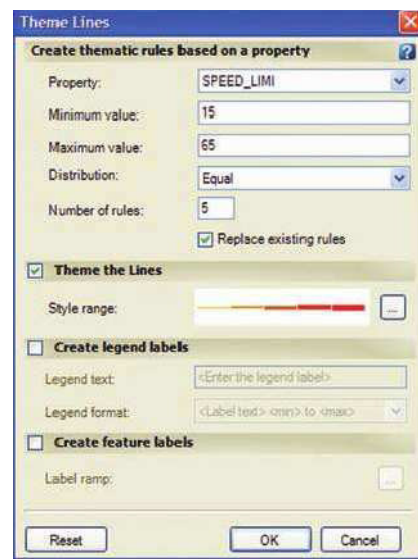 Theme Lines
Create thematic rules based on a property
Property: SPEED_LIMI
Minimum value: 15
Maximum value: 65
Distribution: Equal
Number of rules: 5
Replace existing rules
Theme the Lines
Style range: ...
Create legend labels
Legend text: <Enter the legend label>
Legend format: <Label text> <min> to <max>
Create feature labels
Label ramp: ...
Reset OK Cancel